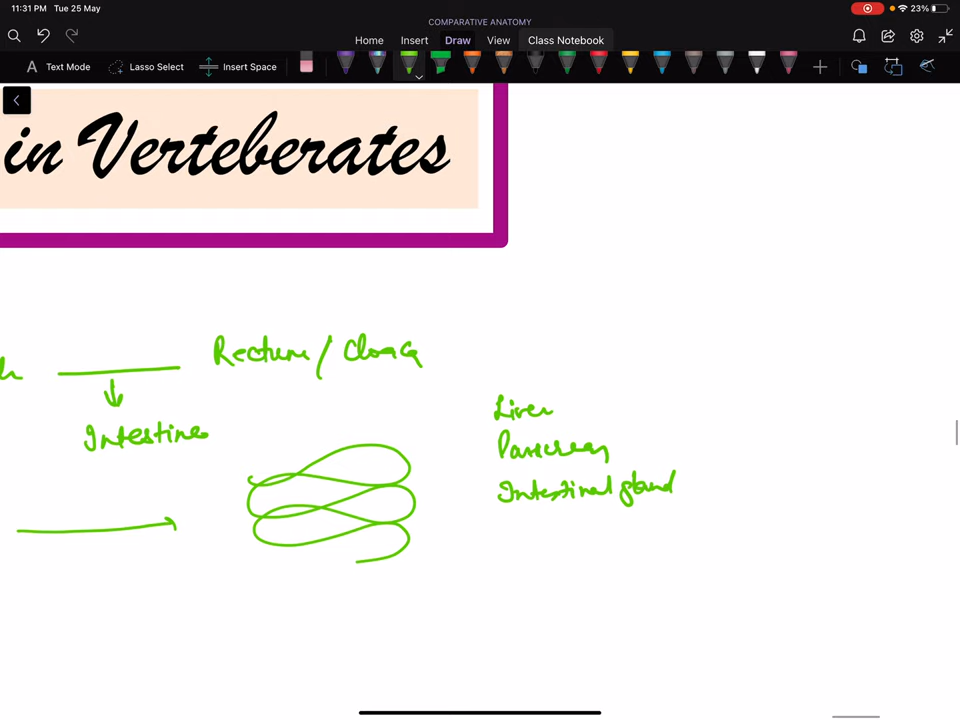 11:31 PM Tue 25 May
COMPARATIVE ANATOMY
23%
Home Insert Draw View Class Notebook
Text Mode Lasso Select Insert Space
in Verteberates
Rectum / Cloaca
Intestines
Liver
Pancreas
Intestinal gland